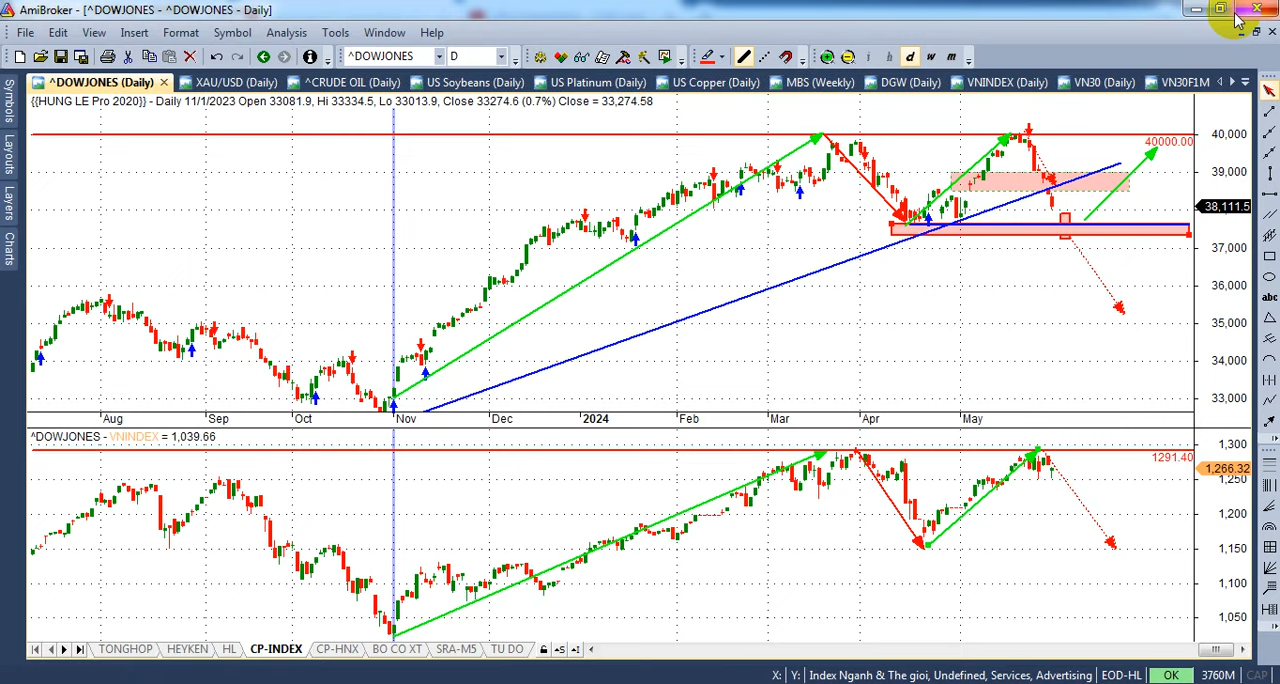 AmiBroker - [^DOWJONES - ^DOWJONES - Daily]
File Edit View Insert Format Symbol Analysis Tools Window Help
^DOWJONES D i h d w m
^DOWJONES (Daily) XAU/USD (Daily) ^CRUDE OIL (Daily) US Soybeans (Daily) US Platinum (Daily) US Copper (Daily) MBS (Weekly) DGW (Daily) VNINDEX (Daily) VN30 (Daily) VN30F1M
Symbols
Layouts
Layers
Charts
{{HUNG LE Pro 2020}} - Daily 11/1/2023 Open 33081.9, Hi 33334.5, Lo 33013.9, Close 33274.6 (0.7%) Close = 33,274.58
40,000
40000.00
39,000
38,111.5
37,000
36,000
35,000
34,000
33,000
abc
Aug Sep Oct Nov Dec 2024 Feb Mar Apr May
^DOWJONES - VNINDEX = 1,039.66
1,300
1291.40
1,266.32
1,250
1,200
1,150
1,100
1,050
TONGHOP HEYKEN HL CP-INDEX CP-HNX BO CO XT SRA-M5 TU DO
X: Y: Index Nganh & The gioi, Undefined, Services, Advertising EOD-HL OK 3760M CAP